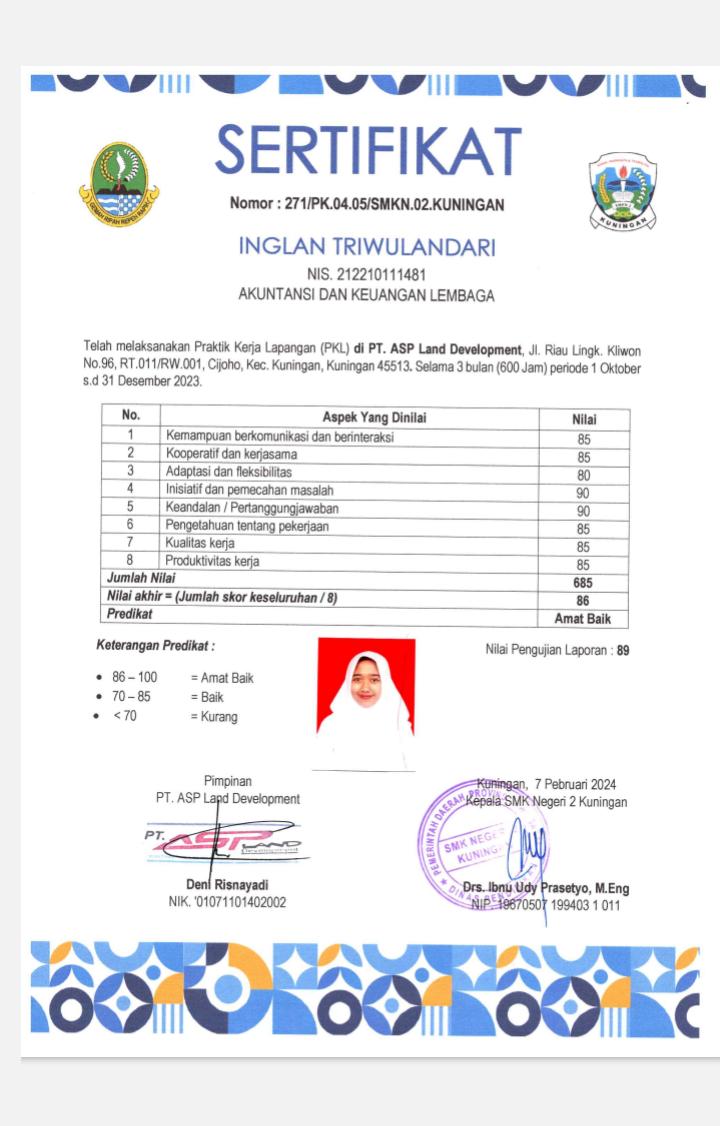 SERTIFIKAT
Nomor : 271/PK.04.05/SMKN.02.KUNINGAN
INGLAN TRIWULANDARI
NIS. 212210111481
AKUNTANSI DAN KEUANGAN LEMBAGA
GEMAH RIPAH REPEH RAPIH
KUNINGAN
Telah melaksanakan Praktik Kerja Lapangan (PKL) di PT. ASP Land Development, Jl. Riau Lingk. Kliwon
No.96, RT.011/RW.001, Cijoho, Kec. Kuningan, Kuningan 45513. Selama 3 bulan (600 Jam) periode 1 Oktober
s.d 31 Desember 2023.
No. Aspek Yang Dinilai Nilai
1 Kemampuan berkomunikasi dan berinteraksi 85
2 Kooperatif dan kerjasama 85
3 Adaptasi dan fleksibilitas 80
4 Inisiatif dan pemecahan masalah 90
5 Keandalan / Pertanggungjawaban 90
6 Pengetahuan tentang pekerjaan 85
7 Kualitas kerja 85
8 Produktivitas kerja 85
Jumlah Nilai 685
Nilai akhir = (Jumlah skor keseluruhan / 8) 86
Predikat Amat Baik
Keterangan Predikat :
• 86 – 100 = Amat Baik
• 70 – 85 = Baik
• < 70 = Kurang
Nilai Pengujian Laporan : 89
Pimpinan
PT. ASP Land Development
PT. ASP LAND
Development
Deni Risnayadi
NIK. '01071101402002
Kuningan, 7 Pebruari 2024
Kepala SMK Negeri 2 Kuningan
PEMERINTAH DAERAH PROVINSI
SMK NEGERI
KUNINGAN
DINAS PENDIDIKAN
Drs. Ibnu Udy Prasetyo, M.Eng
NIP. 19670507 199403 1 011